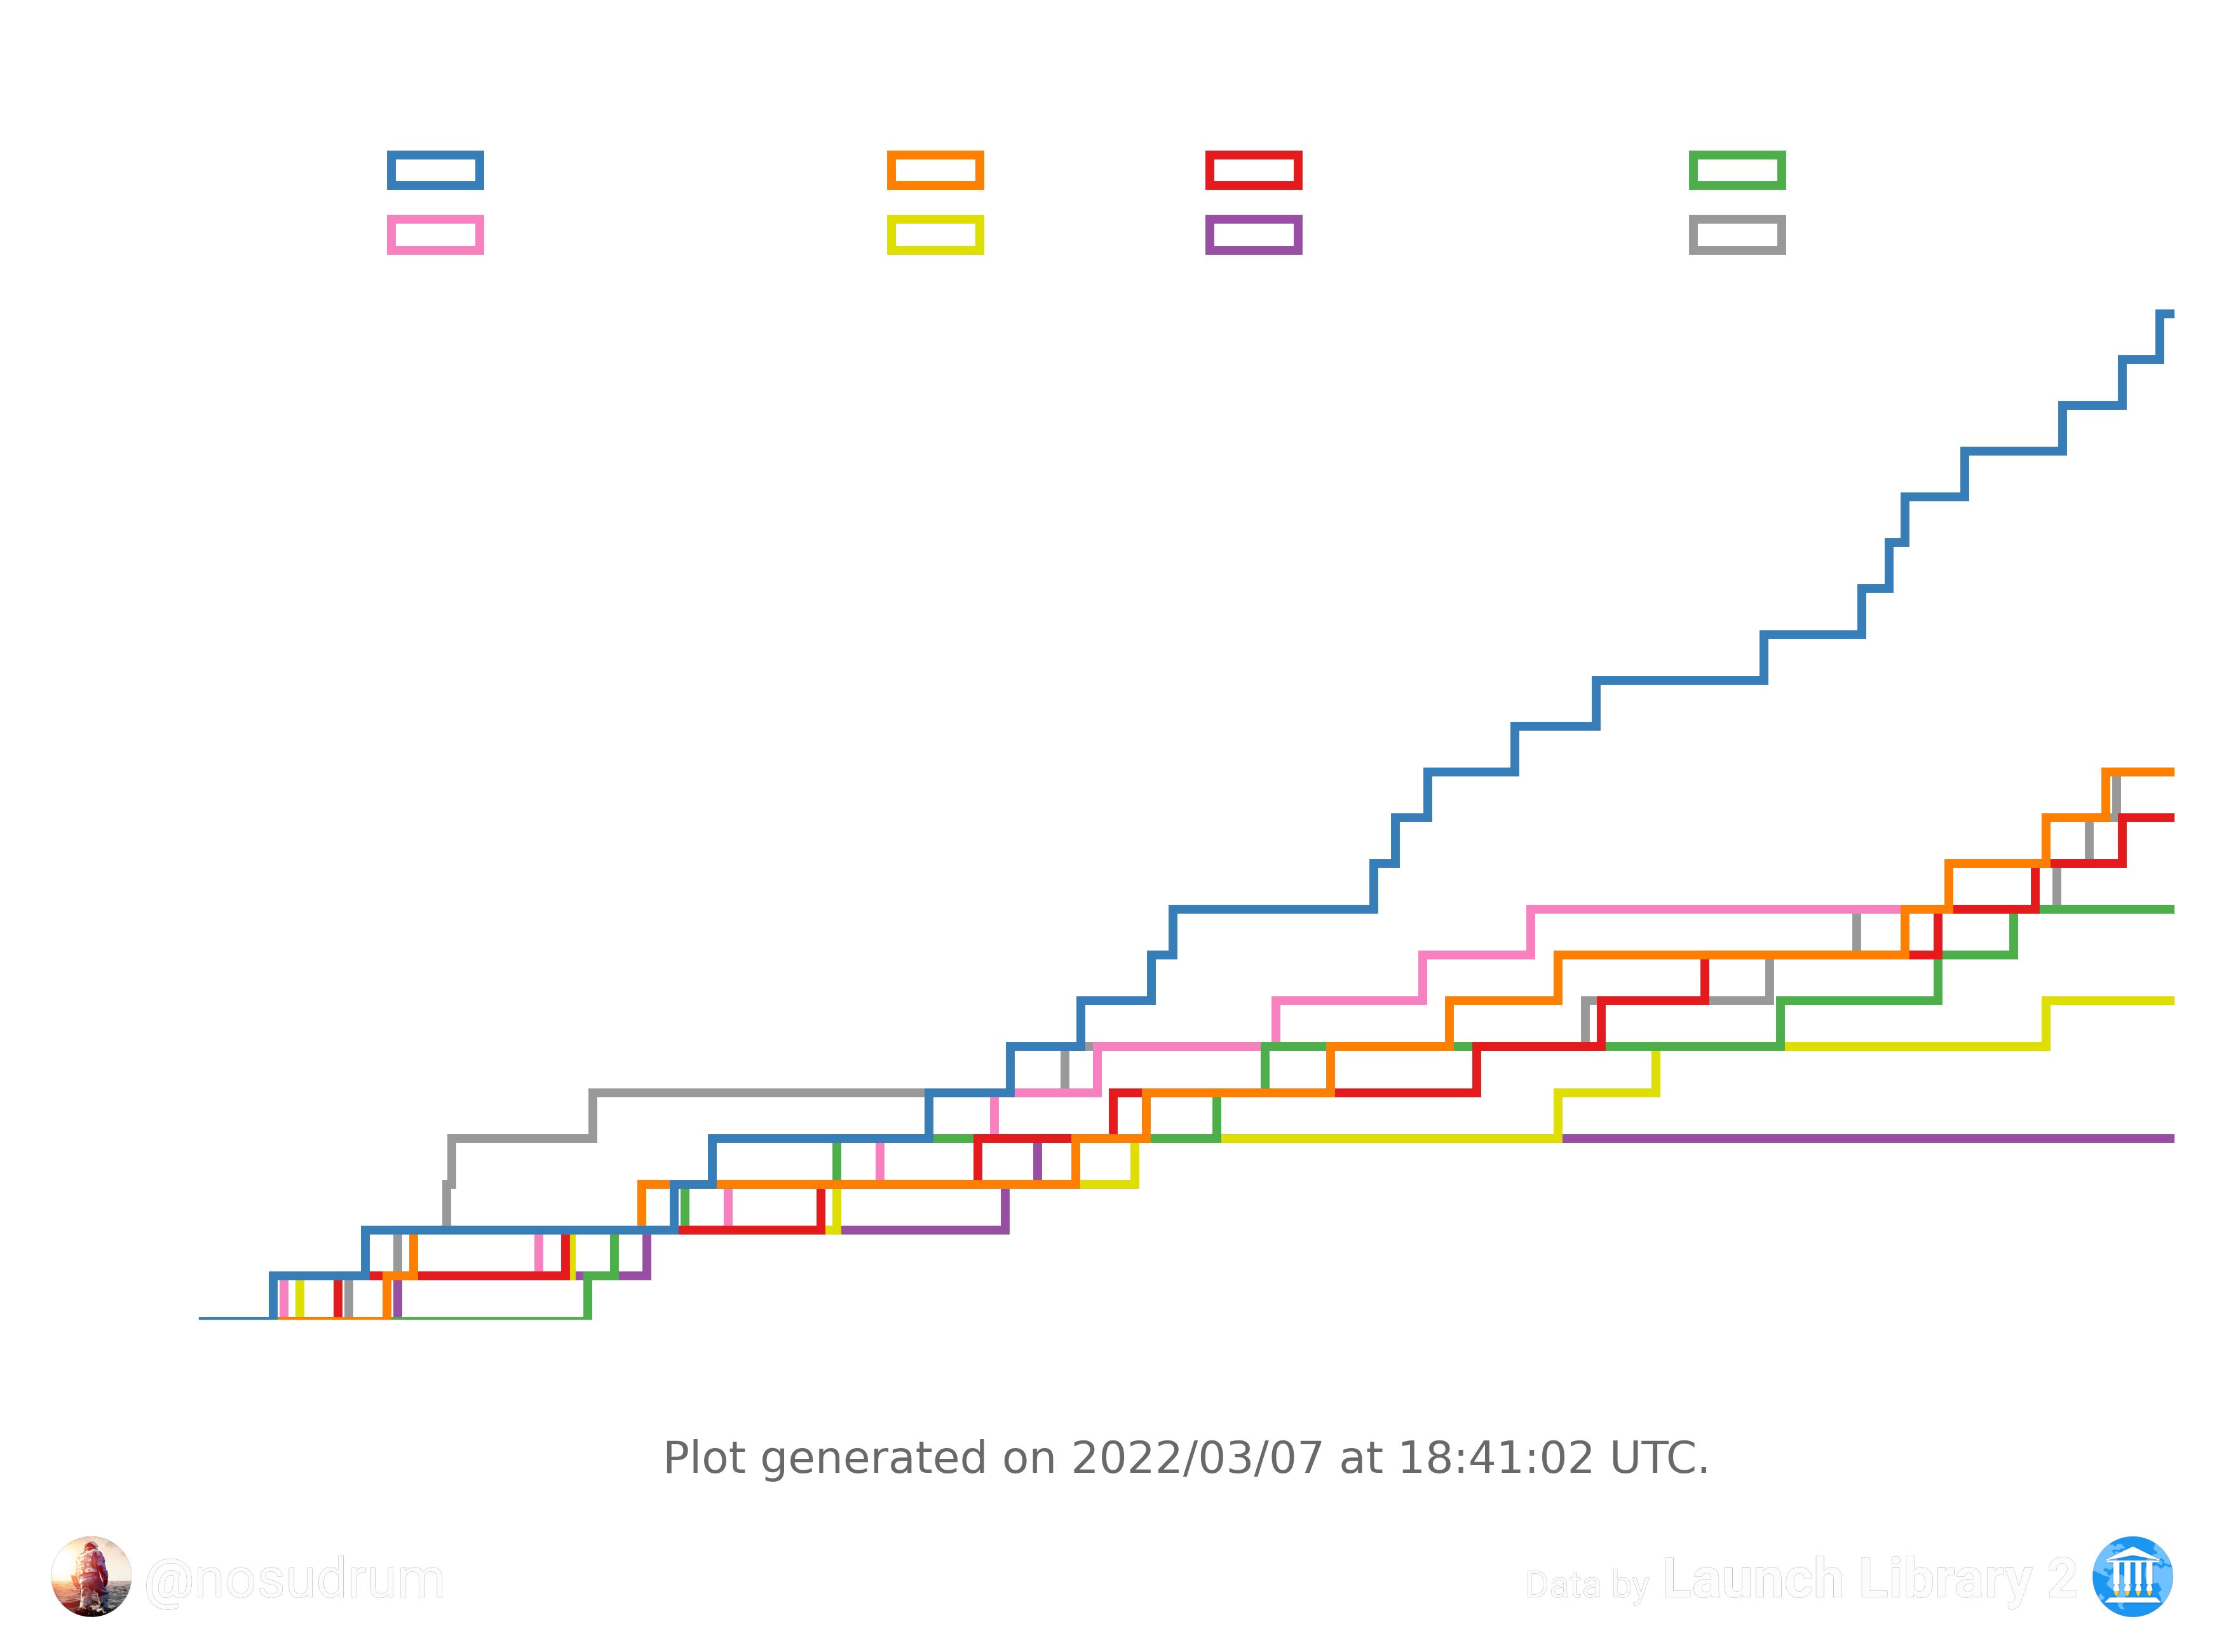 Plot generated on 2022/03/07 at 18:41:02 UTC.
@nosudrum
Data by Launch Library 2